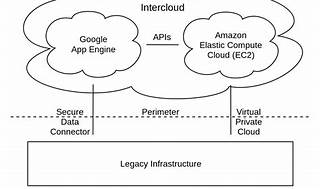 Intercloud
Google
App Engine
APIs
Amazon
Elastic Compute
Cloud (EC2)
Secure
Data
Connector
Perimeter
Virtual
Private
Cloud
Legacy Infrastructure